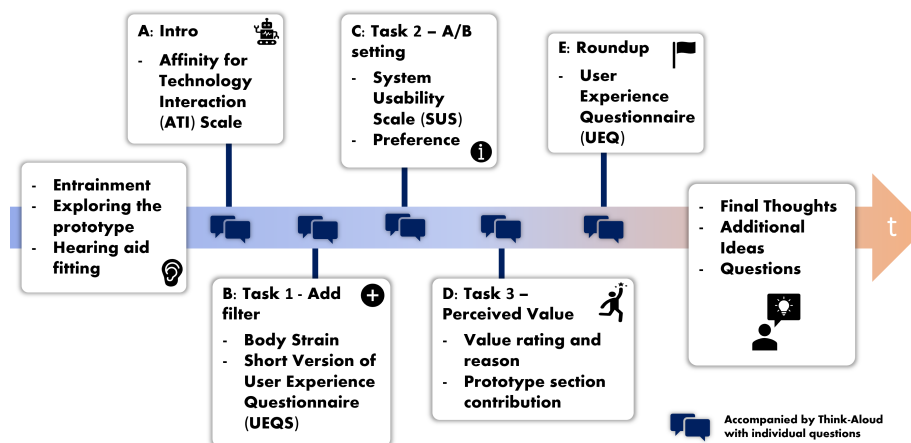 - Entrainment
- Exploring the
prototype
- Hearing aid
fitting
A: Intro
- Affinity for
Technology
Interaction
(ATI) Scale
B: Task 1 - Add
filter
- Body Strain
- Short Version of
User Experience
Questionnaire
(UEQS)
C: Task 2 – A/B
setting
- System
Usability
Scale (SUS)
- Preference
i
D: Task 3 –
Perceived Value
- Value rating and
reason
- Prototype section
contribution
E: Roundup
- User
Experience
Questionnaire
(UEQ)
- Final Thoughts
- Additional
Ideas
- Questions
t
Accompanied by Think-Aloud
with individual questions